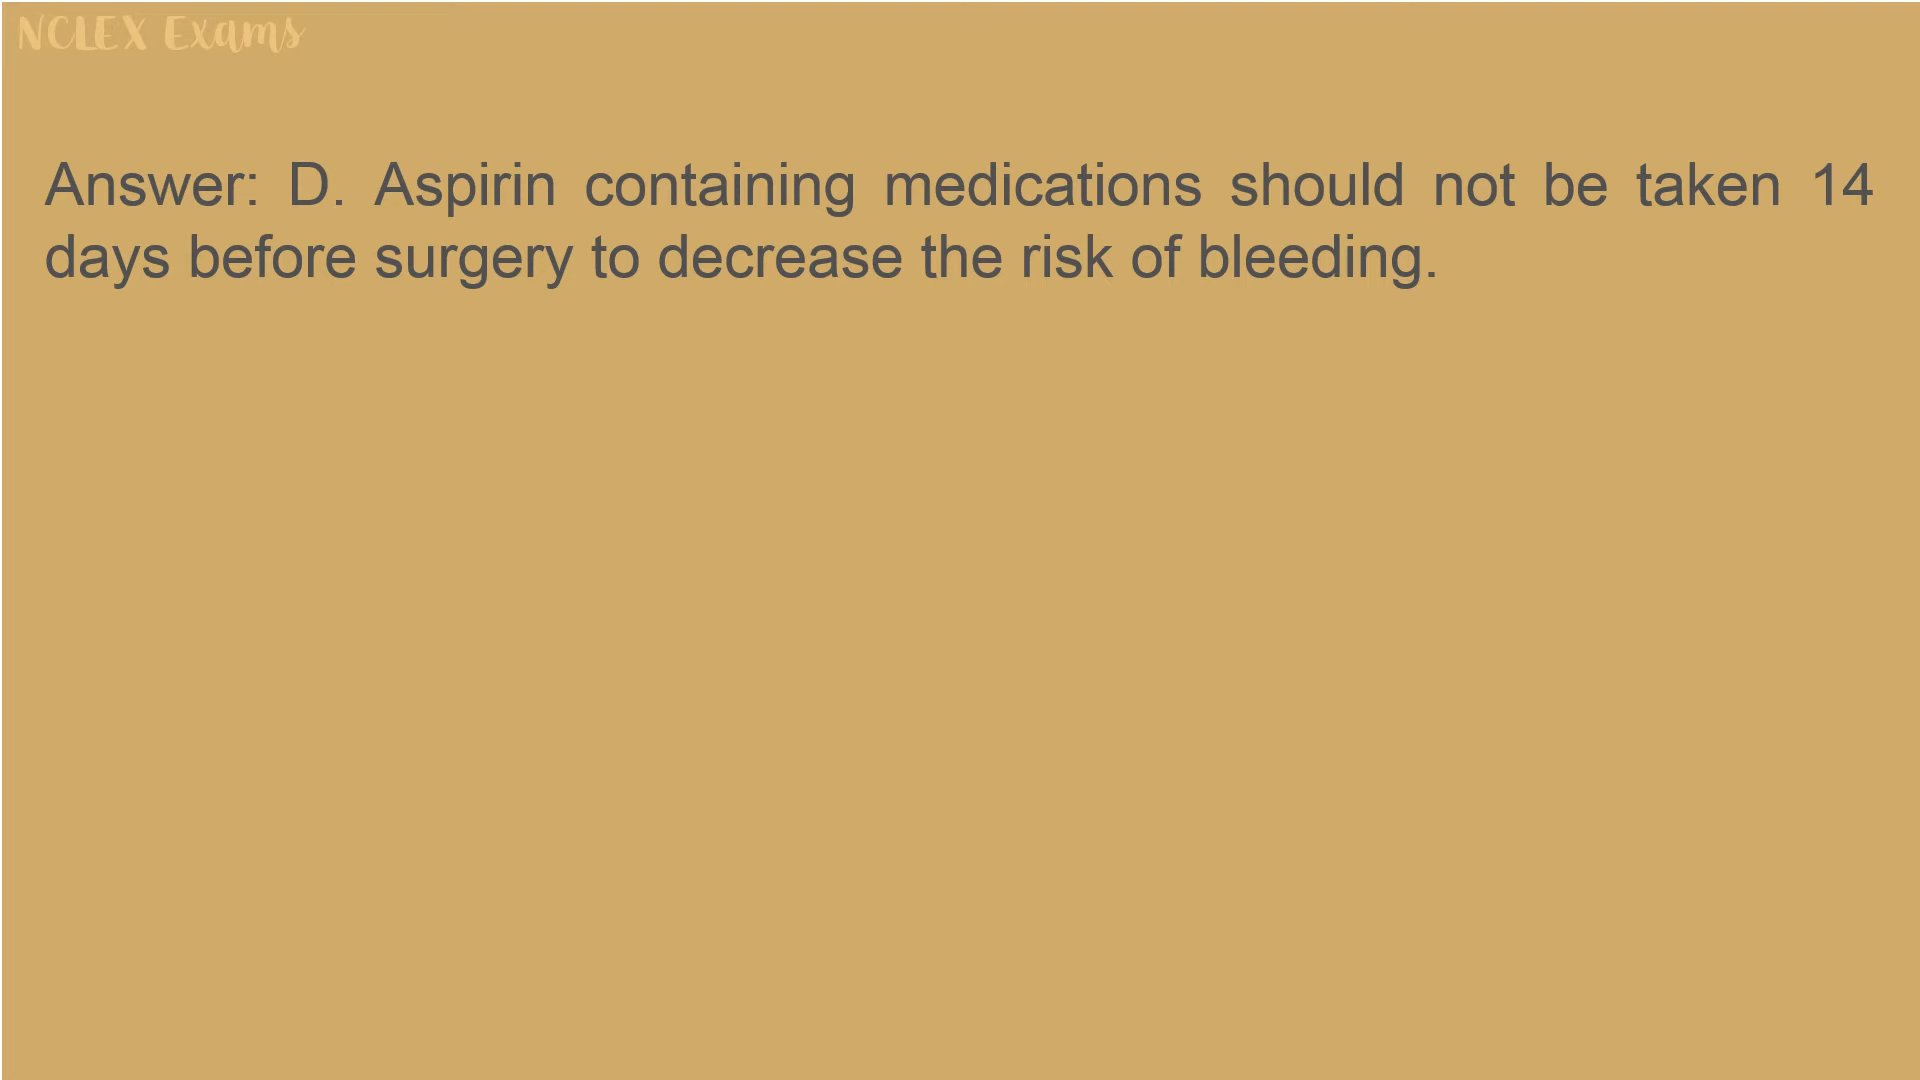 NCLEX Exams
Answer: D. Aspirin containing medications should not be taken 14
days before surgery to decrease the risk of bleeding.